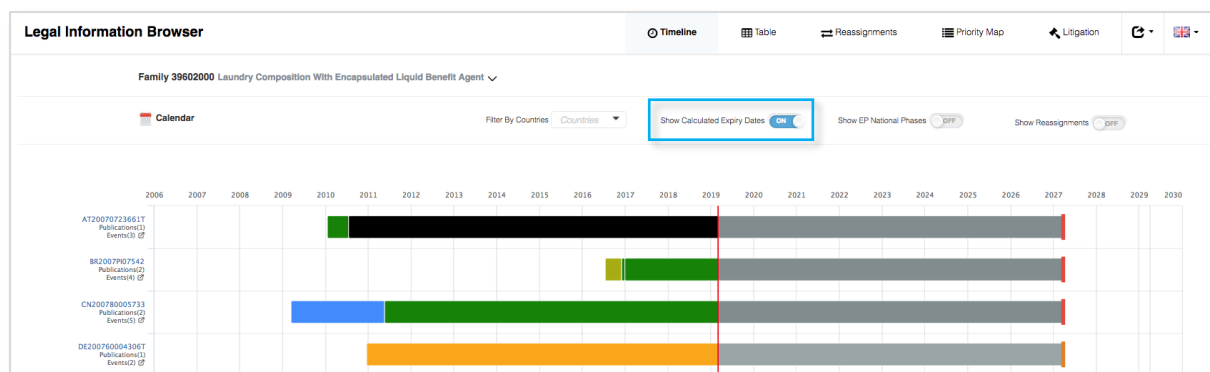 Legal Information Browser
Timeline
Table
Reassignments
Priority Map
Litigation
Family 39602000 Laundry Composition With Encapsulated Liquid Benefit Agent
Calendar
Filter By Countries Countries
Show Calculated Expiry Dates ON
Show EP National Phases OFF
Show Reassignments OFF
2006 2007 2008 2009 2010 2011 2012 2013 2014 2015 2016 2017 2018 2019 2020 2021 2022 2023 2024 2025 2026 2027 2028 2029 2030
AT20070723661T
Publications(1)
Events(3)
BR2007PI07542
Publications(2)
Events(4)
CN200780005733
Publications(2)
Events(5)
DE200760004306T
Publications(1)
Events(2)